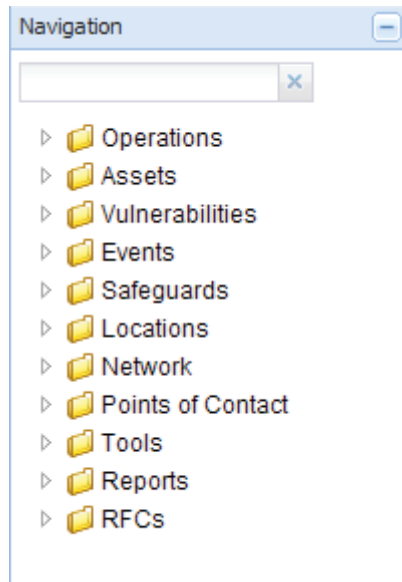 Navigation
Operations
Assets
Vulnerabilities
Events
Safeguards
Locations
Network
Points of Contact
Tools
Reports
RFCs